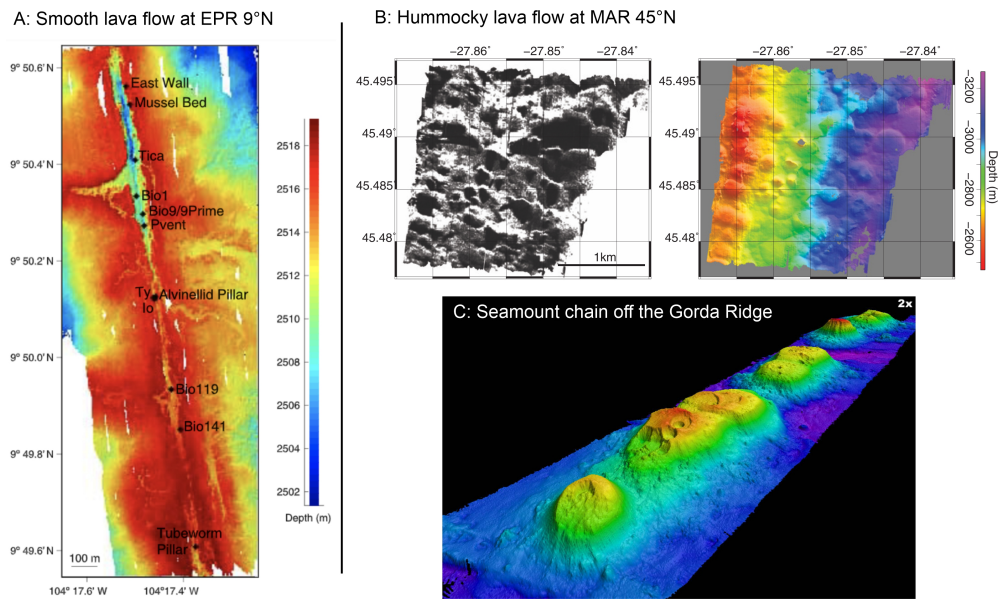 A: Smooth lava flow at EPR 9°N
9° 50.6' N
9° 50.4' N
9° 50.2' N
9° 50.0' N
9° 49.8' N
9° 49.6' N
East Wall
Mussel Bed
Tica
Bio1
Bio9/9Prime
Pvent
Ty
Io
Alvinellid Pillar
Bio119
Bio141
Tubeworm
Pillar
100 m
104° 17.6'
104° 17.4' W
2518
2516
2514
2512
2510
2508
2506
2504
2502
Depth (m)
B: Hummocky lava flow at MAR 45°N
−27.86˚
−27.85˚
−27.84˚
45.495˚
45.49˚
45.485˚
45.48˚
1km
−27.86˚
−27.85˚
−27.84˚
45.495˚
45.49˚
45.485˚
45.48˚
−3200
−3000
−2800
−2600
Depth (m)
C: Seamount chain off the Gorda Ridge
2x